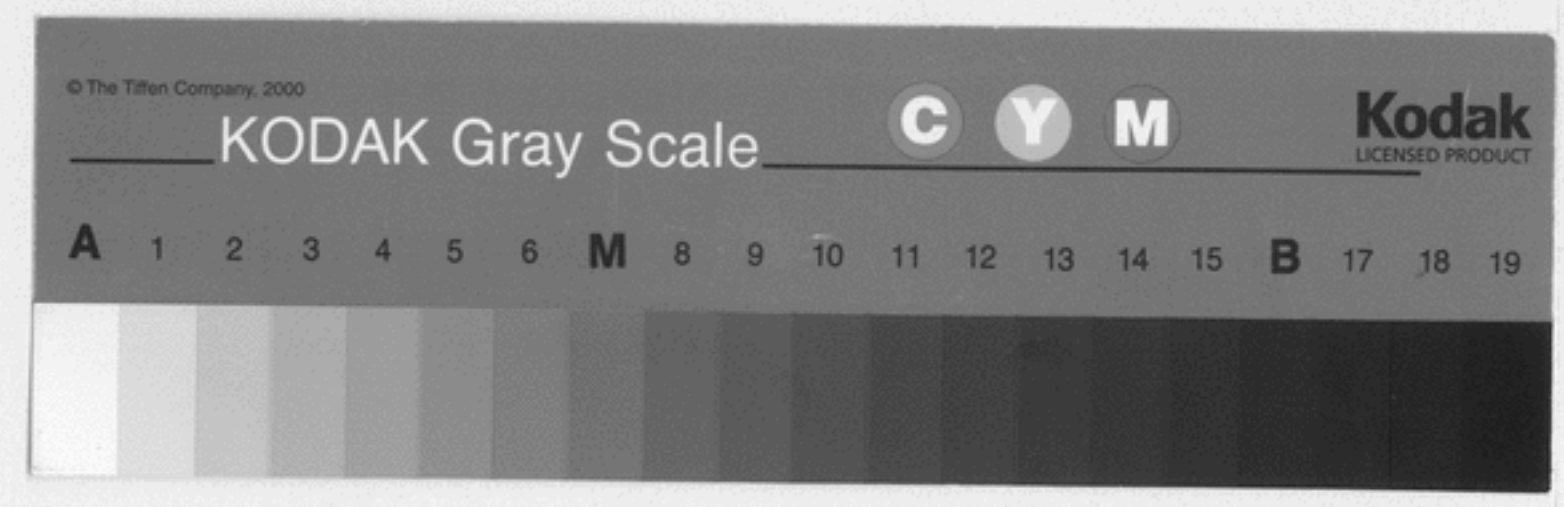 © The Tiffen Company, 2000
KODAK Gray Scale
C Y M
Kodak
LICENSED PRODUCT
A 1 2 3 4 5 6 M 8 9 10 11 12 13 14 15 B 17 18 19